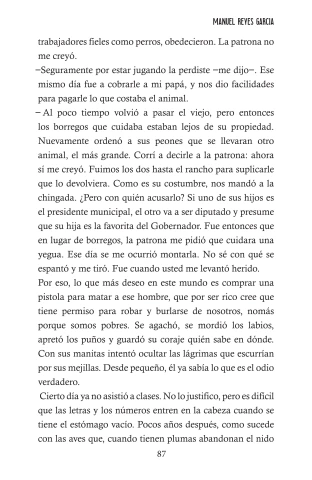 MANUEL REYES GARCIA
trabajadores fieles como perros, obedecieron. La patrona no
me creyó.
–Seguramente por estar jugando la perdiste –me dijo–. Ese
mismo día fue a cobrarle a mi papá, y nos dio facilidades
para pagarle lo que costaba el animal.
– Al poco tiempo volvió a pasar el viejo, pero entonces
los borregos que cuidaba estaban lejos de su propiedad.
Nuevamente ordenó a sus peones que se llevaran otro
animal, el más grande. Corrí a decirle a la patrona: ahora
si me creyó. Fuimos los dos hasta el rancho para suplicarle
que lo devolviera. Como es su costumbre, nos mandó a la
chingada. ¿Pero con quién acusarlo? Si uno de sus hijos es
el presidente municipal, el otro va a ser diputado y presume
que su hija es la favorita del Gobernador. Fue entonces que
en lugar de borregos, la patrona me pidió que cuidara una
yegua. Ese día se me ocurrió montarla. No sé con qué se
espantó y me tiró. Fue cuando usted me levantó herido.
Por eso, lo que más deseo en este mundo es comprar una
pistola para matar a ese hombre, que por ser rico cree que
tiene permiso para robar y burlarse de nosotros, nomás
porque somos pobres. Se agachó, se mordió los labios,
apretó los puños y guardó su coraje quién sabe en dónde.
Con sus manitas intentó ocultar las lágrimas que escurrían
por sus mejillas. Desde pequeño, él ya sabía lo que es el odio
verdadero.
Cierto día ya no asistió a clases. No lo justifico, pero es difícil
que las letras y los números entren en la cabeza cuando se
tiene el estómago vacío. Pocos años después, como sucede
con las aves que, cuando tienen plumas abandonan el nido
87